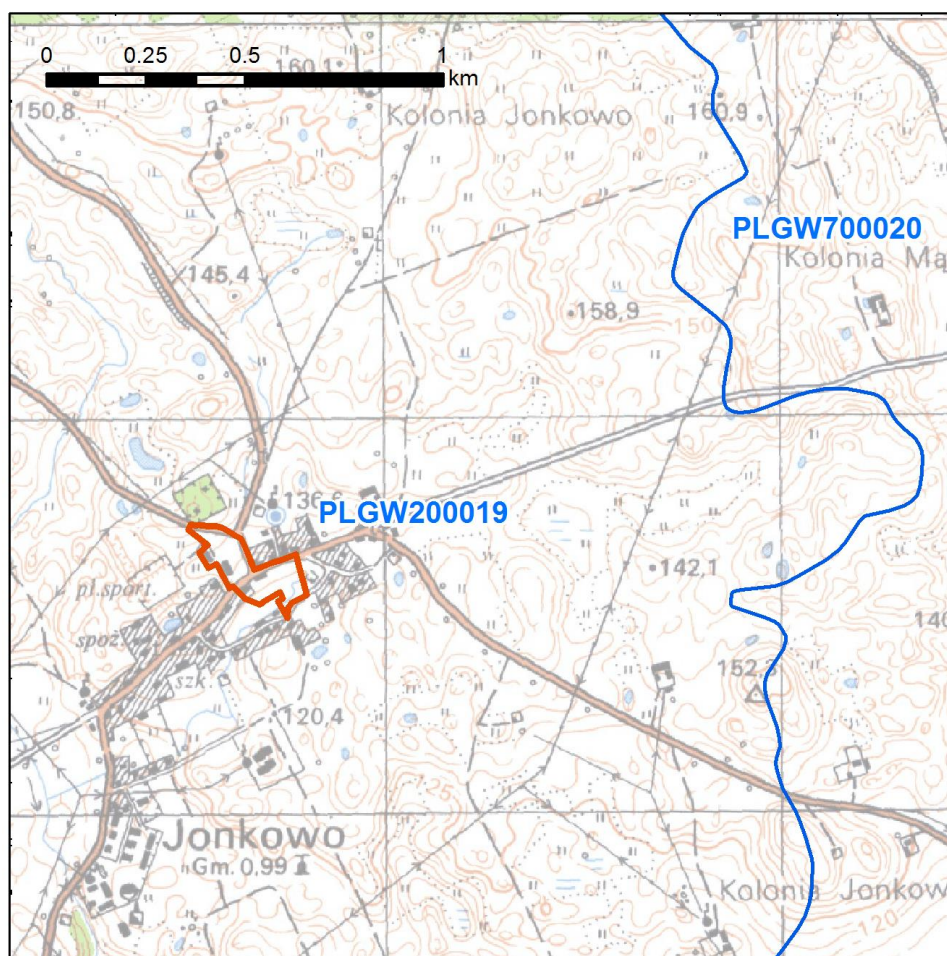 0 0.25 0.5 1
km
160,1
150,8
Kolonia Jonkowo
160,9
PLGW700020
Kolonia Mą
145,4
158,9
150
136,6
PLGW200019
pl.sport.
142,1
spoż.
140
szk.
152,
120,4
Jonkowo
Gm. 0,99
Kolonia Jonkow
120